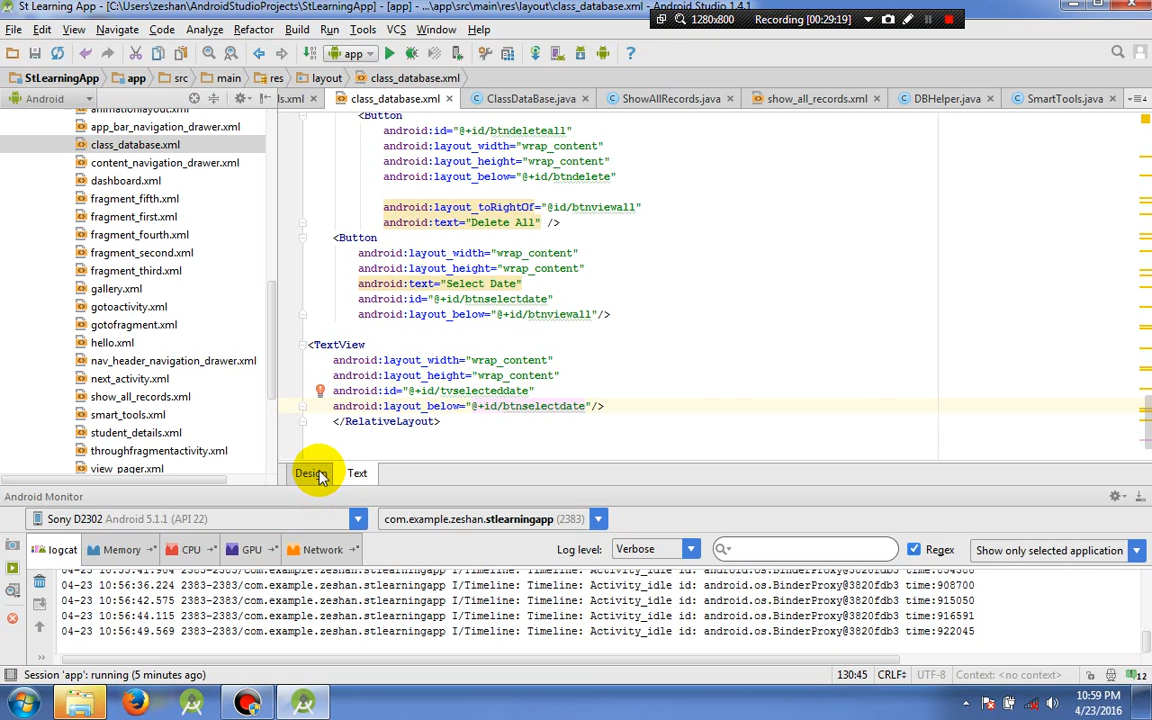 St Learning App - [C:\Users\zeshan\AndroidStudioProjects\StLearningApp] - [app] - ...\app\src\main\res\layout\class_database.xml - Android Studio 1.4.1
1280x800 Recording (00:29:19)
File Edit View Navigate Code Analyze Refactor Build Run Tools VCS Window Help
app
StLearningApp app src main res layout class_database.xml
Android
ls.xml class_database.xml ClassDataBase.java ShowAllRecords.java show_all_records.xml DBHelper.java SmartTools.java 4
animationlayout.xml
app_bar_navigation_drawer.xml
class_database.xml
content_navigation_drawer.xml
dashboard.xml
fragment_fifth.xml
fragment_first.xml
fragment_fourth.xml
fragment_second.xml
fragment_third.xml
gallery.xml
gotoactivity.xml
gotofragment.xml
hello.xml
nav_header_navigation_drawer.xml
next_activity.xml
show_all_records.xml
smart_tools.xml
student_details.xml
throughfragmentactivity.xml
view_pager.xml
<Button
android:id="@+id/btndeleteall"
android:layout_width="wrap_content"
android:layout_height="wrap_content"
android:layout_below="@+id/btndelete"
android:layout_toRightOf="@id/btnviewall"
android:text="Delete All" />
<Button
android:layout_width="wrap_content"
android:layout_height="wrap_content"
android:text="Select Date"
android:id="@+id/btnselectdate"
android:layout_below="@+id/btnviewall"/>
<TextView
android:layout_width="wrap_content"
android:layout_height="wrap_content"
android:id="@+id/tvselecteddate"
android:layout_below="@+id/btnselectdate"/>
</RelativeLayout>
Design Text
Android Monitor
Sony D2302 Android 5.1.1 (API 22) com.example.zeshan.stlearningapp (2383)
logcat Memory CPU GPU Network Log level: Verbose Regex Show only selected application
04-23 10:56:36.224 2383-2383/com.example.zeshan.stlearningapp I/Timeline: Timeline: Activity_idle id: android.os.BinderProxy@3820fdb3 time:908700
04-23 10:56:42.575 2383-2383/com.example.zeshan.stlearningapp I/Timeline: Timeline: Activity_idle id: android.os.BinderProxy@3820fdb3 time:915050
04-23 10:56:44.115 2383-2383/com.example.zeshan.stlearningapp I/Timeline: Timeline: Activity_idle id: android.os.BinderProxy@3820fdb3 time:916591
04-23 10:56:49.569 2383-2383/com.example.zeshan.stlearningapp I/Timeline: Timeline: Activity_idle id: android.os.BinderProxy@3820fdb3 time:922045
Session 'app': running (5 minutes ago) 130:45 CRLF UTF-8 Context: <no context> 12
10:59 PM
4/23/2016